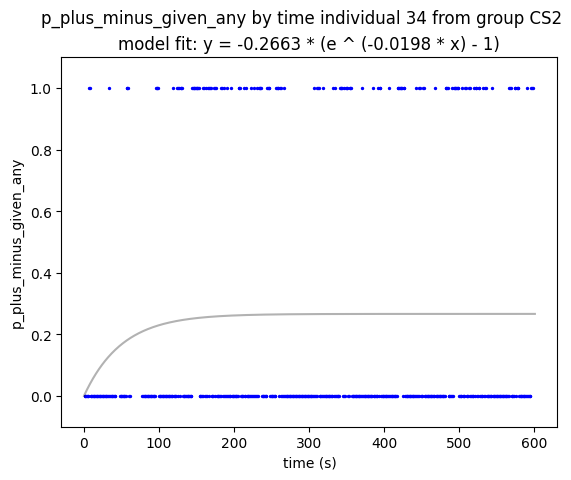 p_plus_minus_given_any by time individual 34 from group CS2
model fit: y = -0.2663 * (e ^ (-0.0198 * x) - 1)
1.0
0.8
0.6
0.4
0.2
0.0
p_plus_minus_given_any
0 100 200 300 400 500 600
time (s)